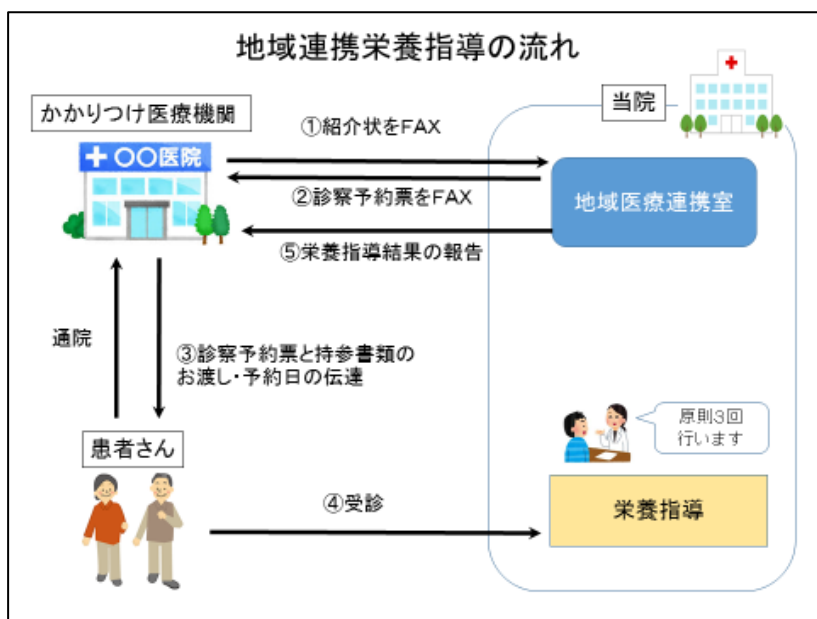 地域連携栄養指導の流れ
当院
かかりつけ医療機関
〇〇医院
①紹介状をFAX
②診察予約票をFAX
地域医療連携室
⑤栄養指導結果の報告
通院
③診察予約票と持参書類の
お渡し・予約日の伝達
患者さん
原則3回
行います
④受診
栄養指導